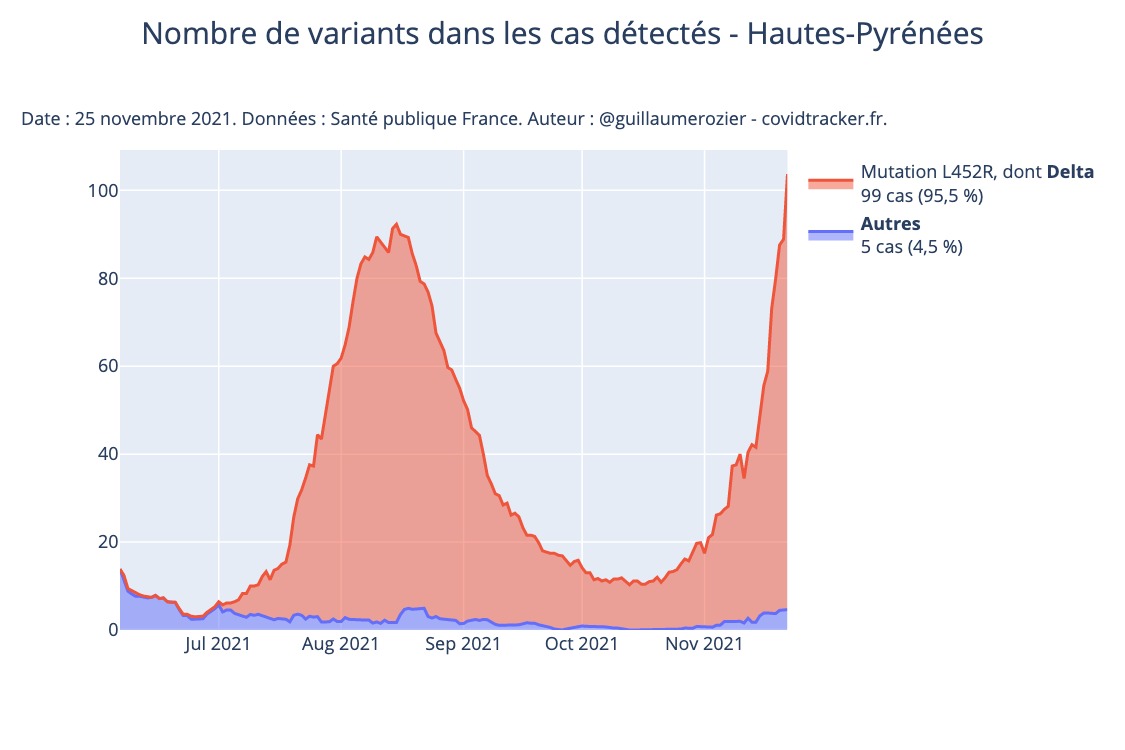 Nombre de variants dans les cas détectés - Hautes-Pyrénées
Date : 25 novembre 2021. Données : Santé publique France. Auteur : @guillaumerozier - covidtracker.fr.
Mutation L452R, dont Delta
99 cas (95,5 %)
Autres
5 cas (4,5 %)
100
80
60
40
20
0
Jul 2021 Aug 2021 Sep 2021 Oct 2021 Nov 2021